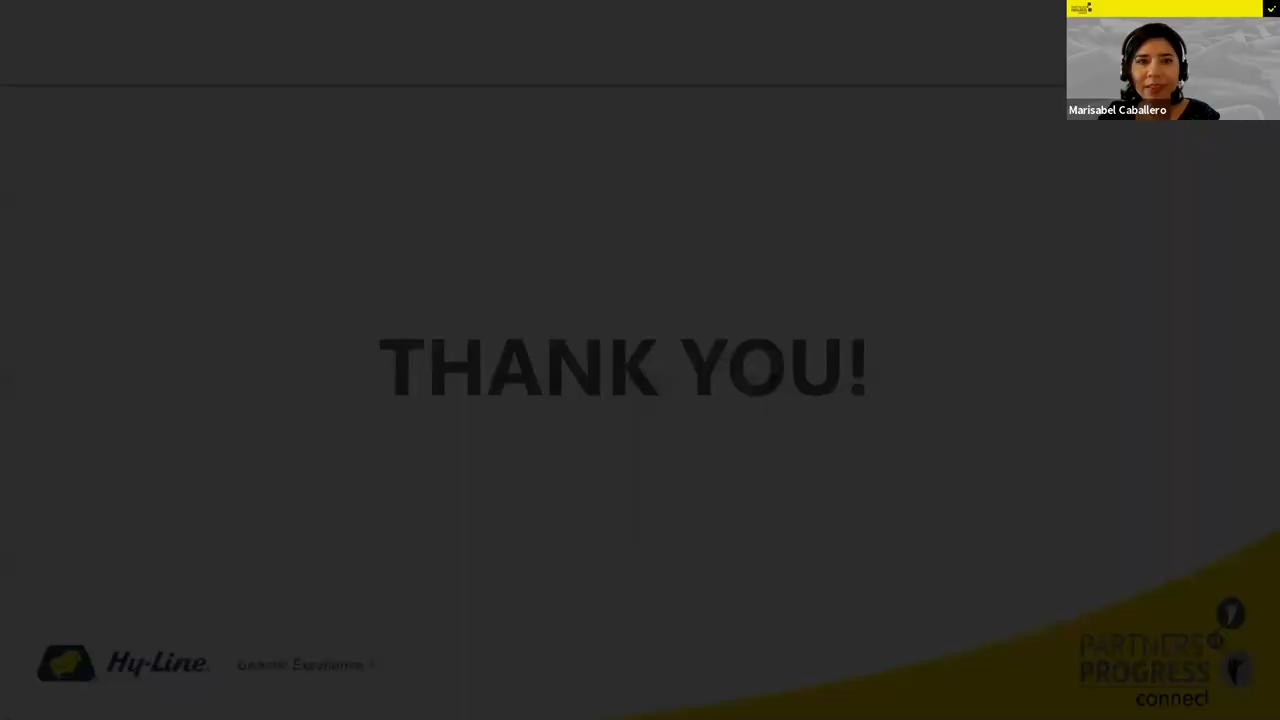 Marisabel Caballero
THANK YOU!
Hy-Line
PARTNERS
PROGRESS
connect